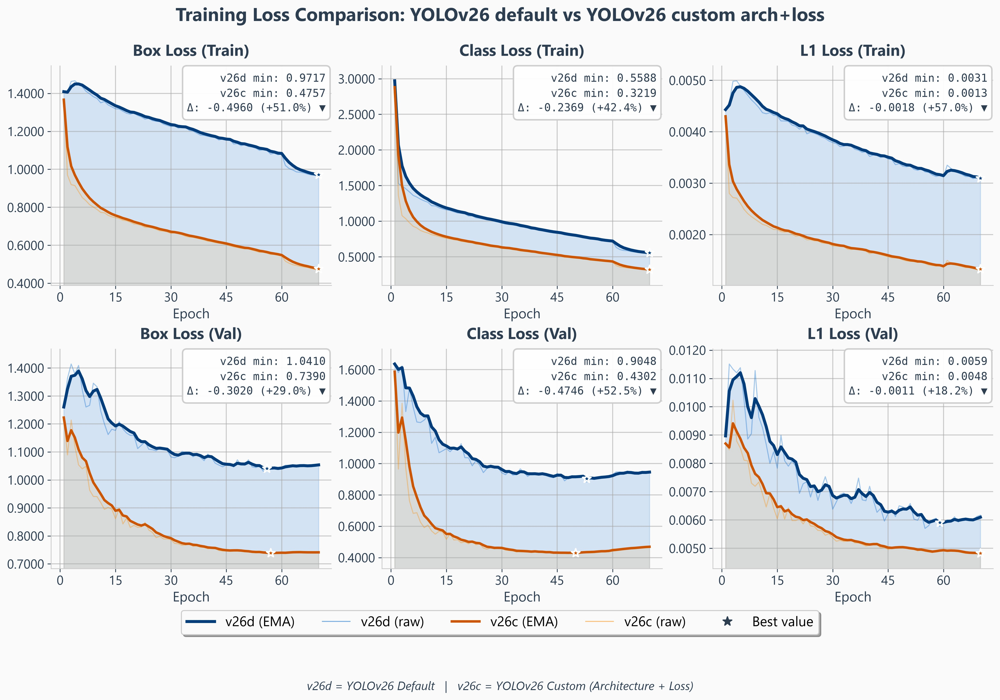 Training Loss Comparison: YOLOv26 default vs YOLOv26 custom arch+loss
Box Loss (Train)
v26d min: 0.9717
v26c min: 0.4757
Δ: -0.4960 (+51.0%) ▼
1.4000
1.2000
1.0000
0.8000
0.6000
0.4000
0 15 30 45 60
Epoch
Class Loss (Train)
v26d min: 0.5588
v26c min: 0.3219
Δ: -0.2369 (+42.4%) ▼
3.0000
2.5000
2.0000
1.5000
1.0000
0.5000
0 15 30 45 60
Epoch
L1 Loss (Train)
v26d min: 0.0031
v26c min: 0.0013
Δ: -0.0018 (+57.0%) ▼
0.0050
0.0040
0.0030
0.0020
0 15 30 45 60
Epoch
Box Loss (Val)
v26d min: 1.0410
v26c min: 0.7390
Δ: -0.3020 (+29.0%) ▼
1.4000
1.3000
1.2000
1.1000
1.0000
0.9000
0.8000
0.7000
0 15 30 45 60
Epoch
Class Loss (Val)
v26d min: 0.9048
v26c min: 0.4302
Δ: -0.4746 (+52.5%) ▼
1.6000
1.4000
1.2000
1.0000
0.8000
0.6000
0.4000
0 15 30 45 60
Epoch
L1 Loss (Val)
v26d min: 0.0059
v26c min: 0.0048
Δ: -0.0011 (+18.2%) ▼
0.0120
0.0110
0.0100
0.0090
0.0080
0.0070
0.0060
0.0050
0 15 30 45 60
Epoch
v26d (EMA) v26d (raw) v26c (EMA) v26c (raw) Best value
v26d = YOLOv26 Default | v26c = YOLOv26 Custom (Architecture + Loss)